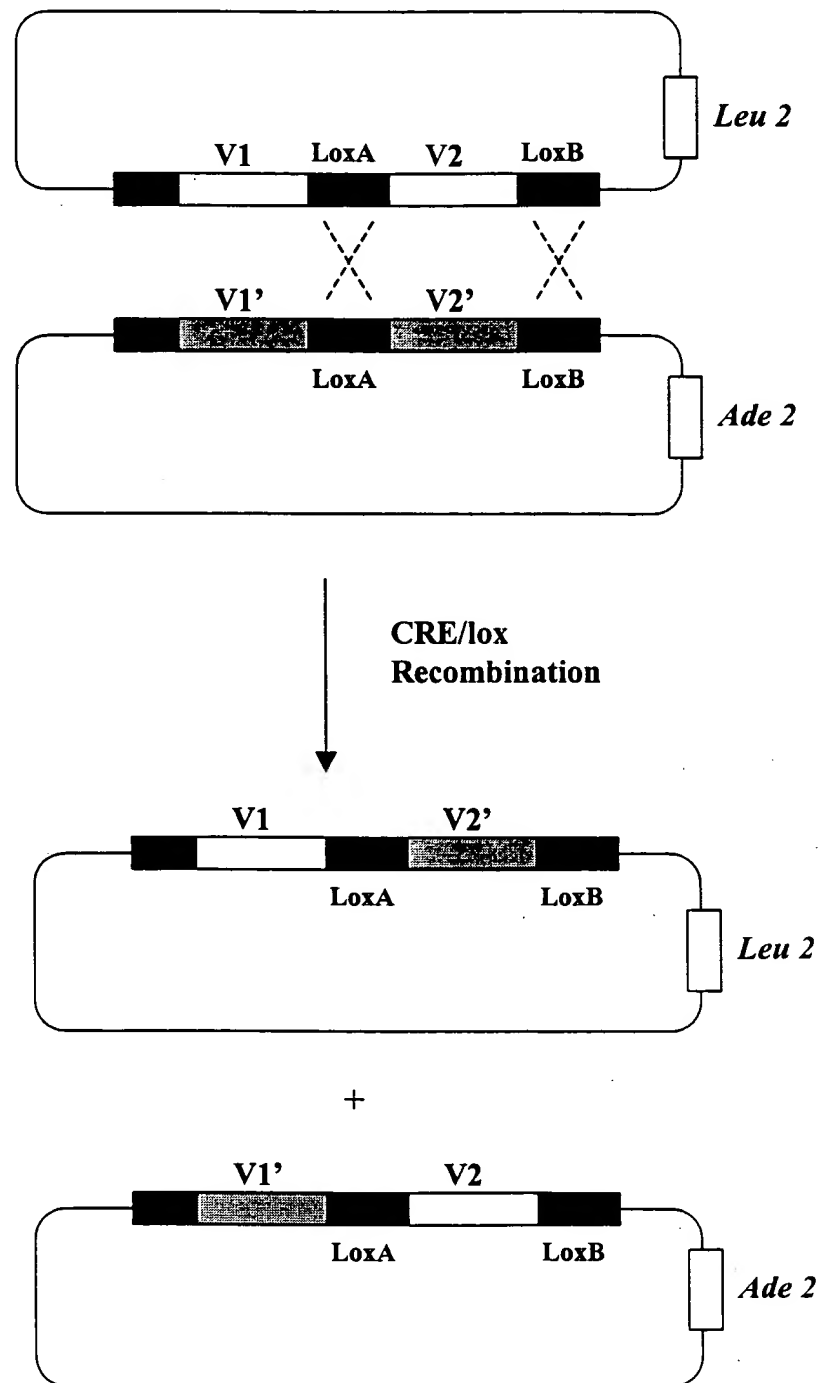 Leu 2
V1 LoxA V2 LoxB
V1’ V2’
LoxA LoxB
Ade 2
CRE/lox
Recombination
V1 V2’
LoxA LoxB
Leu 2
+
V1’ V2
LoxA LoxB
Ade 2